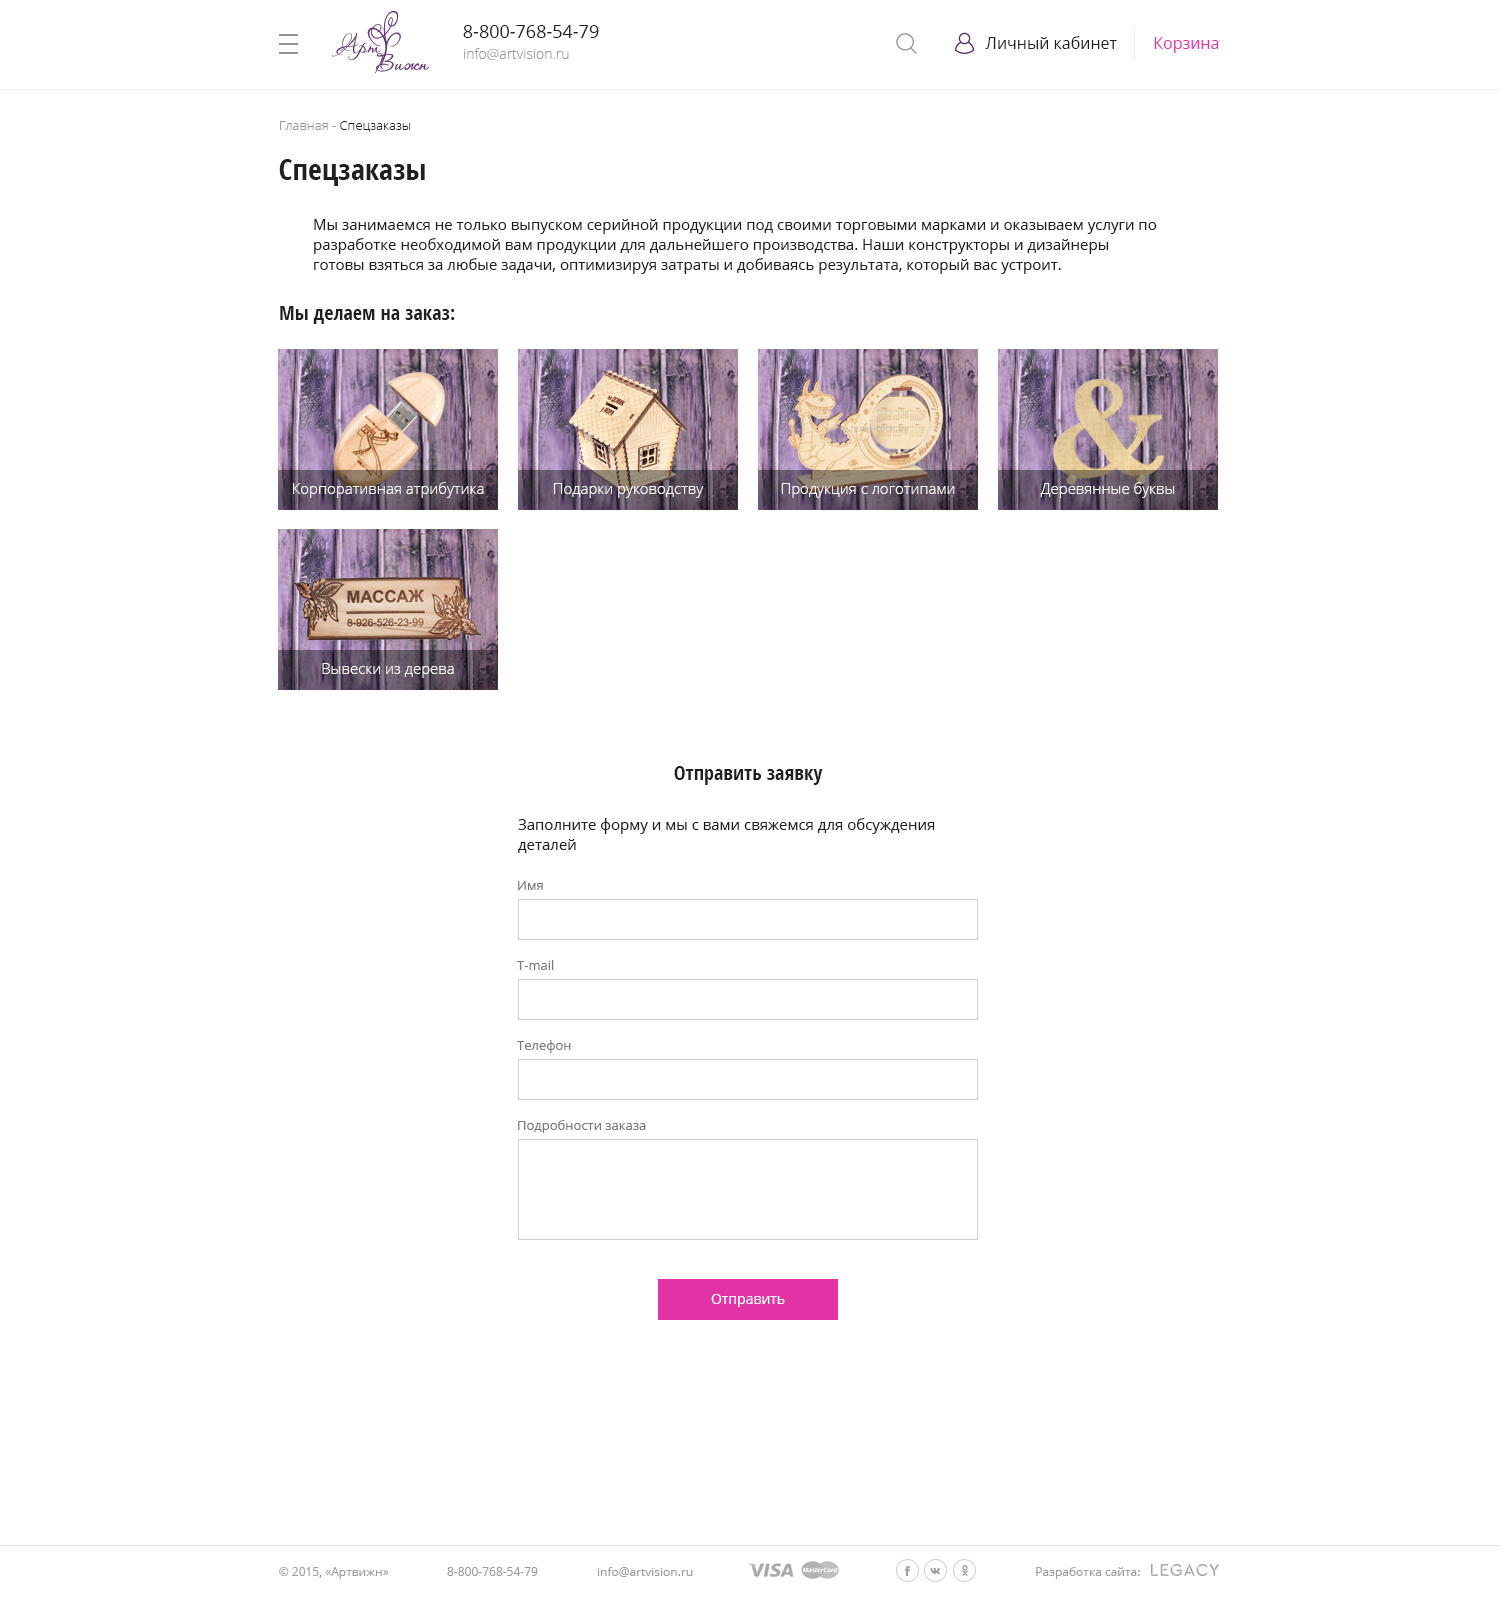 Арт
Вижн
8-800-768-54-79
info@artvision.ru
Личный кабинет
Корзина
Главная - Спецзаказы
Спецзаказы
Мы занимаемся не только выпуском серийной продукции под своими торговыми марками и оказываем услуги по
разработке необходимой вам продукции для дальнейшего производства. Наши конструкторы и дизайнеры
готовы взяться за любые задачи, оптимизируя затраты и добиваясь результата, который вас устроит.
Мы делаем на заказ:
Корпоративная атрибутика
Подарки руководству
Продукция с логотипами
&
Деревянные буквы
МАССАЖ
8-926-526-23-99
Вывески из дерева
Отправить заявку
Заполните форму и мы с вами свяжемся для обсуждения
деталей
Имя
T-mail
Телефон
Подробности заказа
Отправить
© 2015, «Артвижн»
8-800-768-54-79
info@artvision.ru
VISA
MasterCard
Разработка сайта:
LEGACY